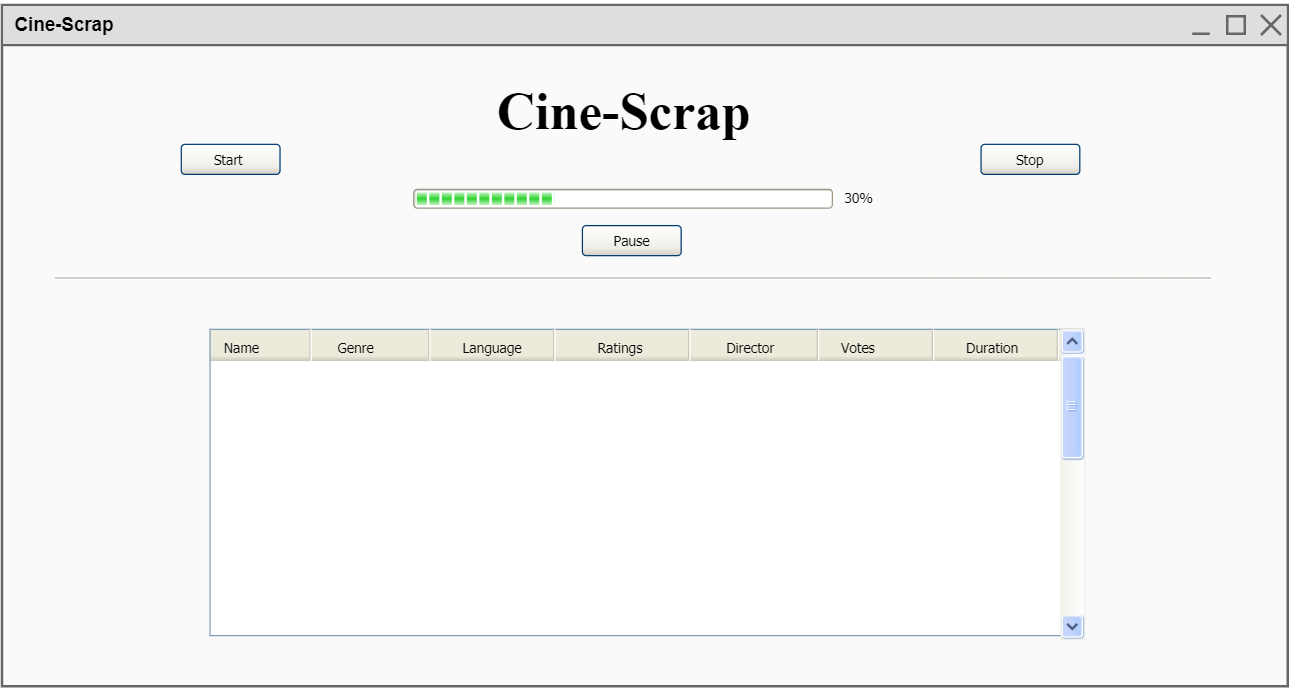 Cine-Scrap
Cine-Scrap
Start
Stop
30%
Pause
Name Genre Language Ratings Director Votes Duration